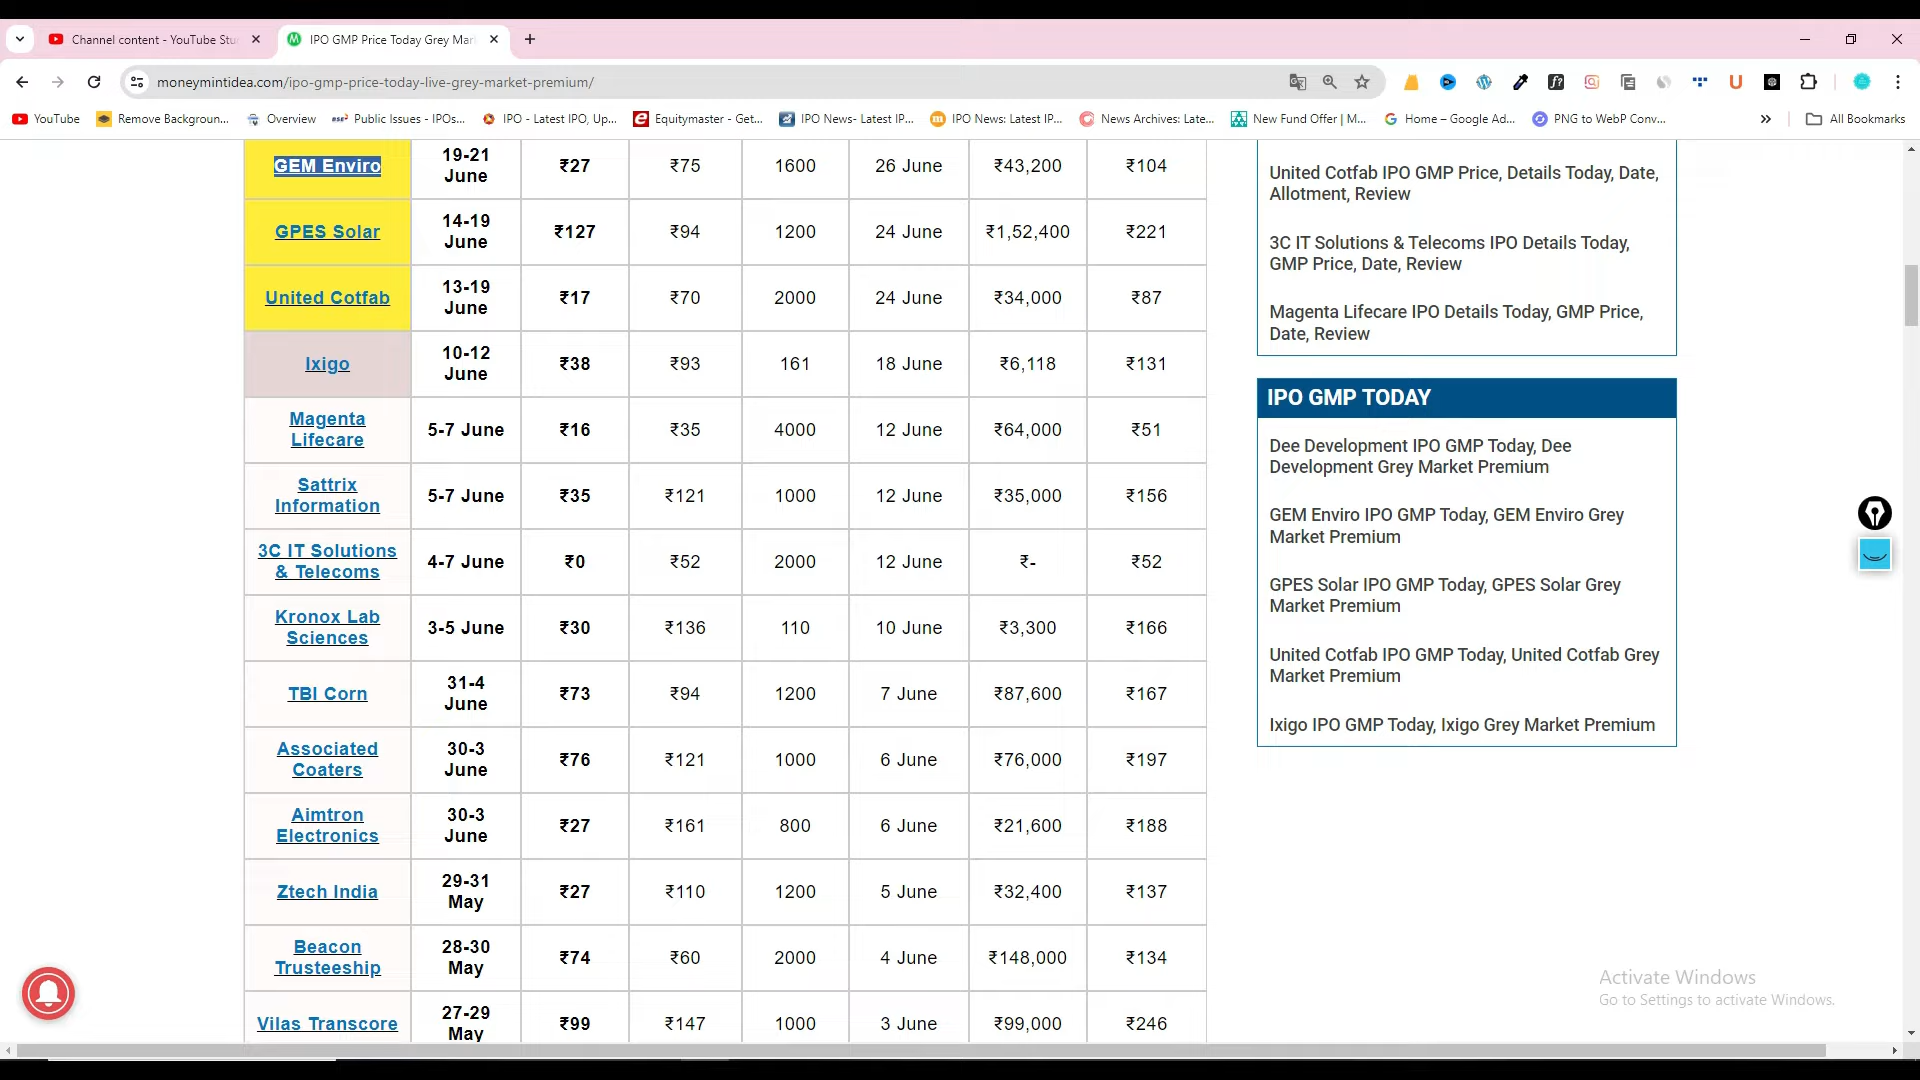 Channel content - YouTube Stu
IPO GMP Price Today Grey Mar
moneymintidea.com/ipo-gmp-price-today-live-grey-market-premium/
YouTube
Remove Backgroun...
Overview
Public Issues - IPOs...
IPO - Latest IPO, Up...
Equitymaster - Get...
IPO News- Latest IP...
IPO News: Latest IP...
News Archives: Late...
New Fund Offer | M...
Home – Google Ad...
PNG to WebP Conv...
All Bookmarks
GEM Enviro 19-21 June ₹27 ₹75 1600 26 June ₹43,200 ₹104
GPES Solar 14-19 June ₹127 ₹94 1200 24 June ₹1,52,400 ₹221
United Cotfab 13-19 June ₹17 ₹70 2000 24 June ₹34,000 ₹87
Ixigo 10-12 June ₹38 ₹93 161 18 June ₹6,118 ₹131
Magenta Lifecare 5-7 June ₹16 ₹35 4000 12 June ₹64,000 ₹51
Sattrix Information 5-7 June ₹35 ₹121 1000 12 June ₹35,000 ₹156
3C IT Solutions & Telecoms 4-7 June ₹0 ₹52 2000 12 June ₹- ₹52
Kronox Lab Sciences 3-5 June ₹30 ₹136 110 10 June ₹3,300 ₹166
TBI Corn 31-4 June ₹73 ₹94 1200 7 June ₹87,600 ₹167
Associated Coaters 30-3 June ₹76 ₹121 1000 6 June ₹76,000 ₹197
Aimtron Electronics 30-3 June ₹27 ₹161 800 6 June ₹21,600 ₹188
Ztech India 29-31 May ₹27 ₹110 1200 5 June ₹32,400 ₹137
Beacon Trusteeship 28-30 May ₹74 ₹60 2000 4 June ₹148,000 ₹134
Vilas Transcore 27-29 May ₹99 ₹147 1000 3 June ₹99,000 ₹246
United Cotfab IPO GMP Price, Details Today, Date,
Allotment, Review
3C IT Solutions & Telecoms IPO Details Today,
GMP Price, Date, Review
Magenta Lifecare IPO Details Today, GMP Price,
Date, Review
IPO GMP TODAY
Dee Development IPO GMP Today, Dee
Development Grey Market Premium
GEM Enviro IPO GMP Today, GEM Enviro Grey
Market Premium
GPES Solar IPO GMP Today, GPES Solar Grey
Market Premium
United Cotfab IPO GMP Today, United Cotfab Grey
Market Premium
Ixigo IPO GMP Today, Ixigo Grey Market Premium
Activate Windows
Go to Settings to activate Windows.